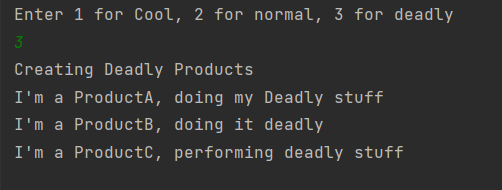 Enter 1 for Cool, 2 for normal, 3 for deadly
3
Creating Deadly Products
I'm a ProductA, doing my Deadly stuff
I'm a ProductB, doing it deadly
I'm a ProductC, performing deadly stuff